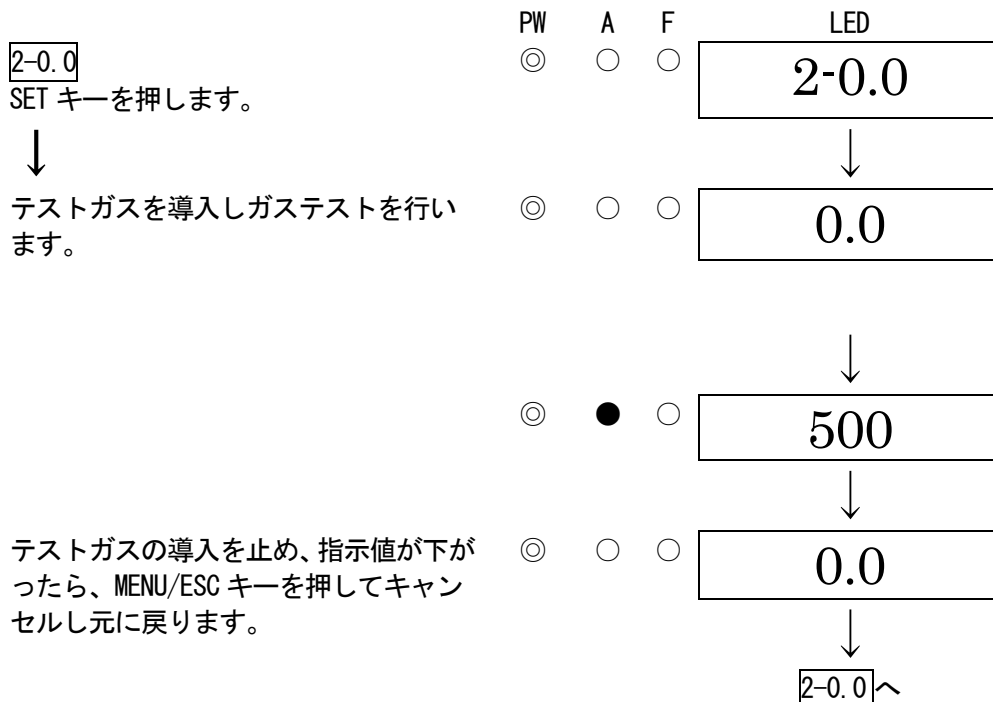 PW A F LED
2-0.0 ◎ ○ ○ 2-0.0
SET キーを押します。
↓ ↓
テストガスを導入しガステストを行い ◎ ○ ○ 0.0
ます。
↓
◎ ● ○ 500
↓
テストガスの導入を止め、指示値が下が ◎ ○ ○ 0.0
ったら、MENU/ESC キーを押してキャン
セルし元に戻ります。
↓
2-0.0 へ